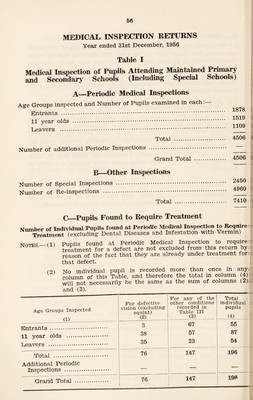 56
MEDICAL INSPECTION RETURNS
Year ended 31st December, 1956
Table I
Medical Inspection of Pupils Attending Maintained Primary
and Secondary Schools (Including Special Schools)
A—Periodic Medical Inspections
Age Groups inspected and Number of Pupils examined in each:—
Entrants ........ 1878
11 year olds ........ 1519
Leavers ........ 1109
Total ........ 4506
Number of additional Periodic Inspections ........ —
Grand Total ........ 4506
B—Other Inspections
Number of Special Inspections ........ 2450
Number of Re-inspections ........ 4960
Total ........ 7410
C—Pupils Found to Require Treatment
Number of Individual Pupils found at Periodic Medical Inspection to Require
Treatment (excluding Dental Diseases and Infestation with Vermin)
NOTES.—(1) Pupils found at Periodic Medical Inspection to require
treatment for a defect are not excluded from this return by
reason of the fact that they are already under treatment for
that defect.
(2) No individual pupil is recorded more than once in any
column of this Table, and therefore the total in column (4)
will not necessarily be the same as the sum of columns (2)
and (3).
Age Groups Inspected (1) | For defective vision (excluding squint) (2) | For any of the other conditions recorded in Table III (3) | Total individual pupils (4)
Entrants ........ 3 67 55
11 year olds ........ 38 57 87
Leavers ........ 35 23 54
Total ........ 76 147 196
Additional Periodic
Inspections ........ — — —
Grand Total ........ 76 147 196